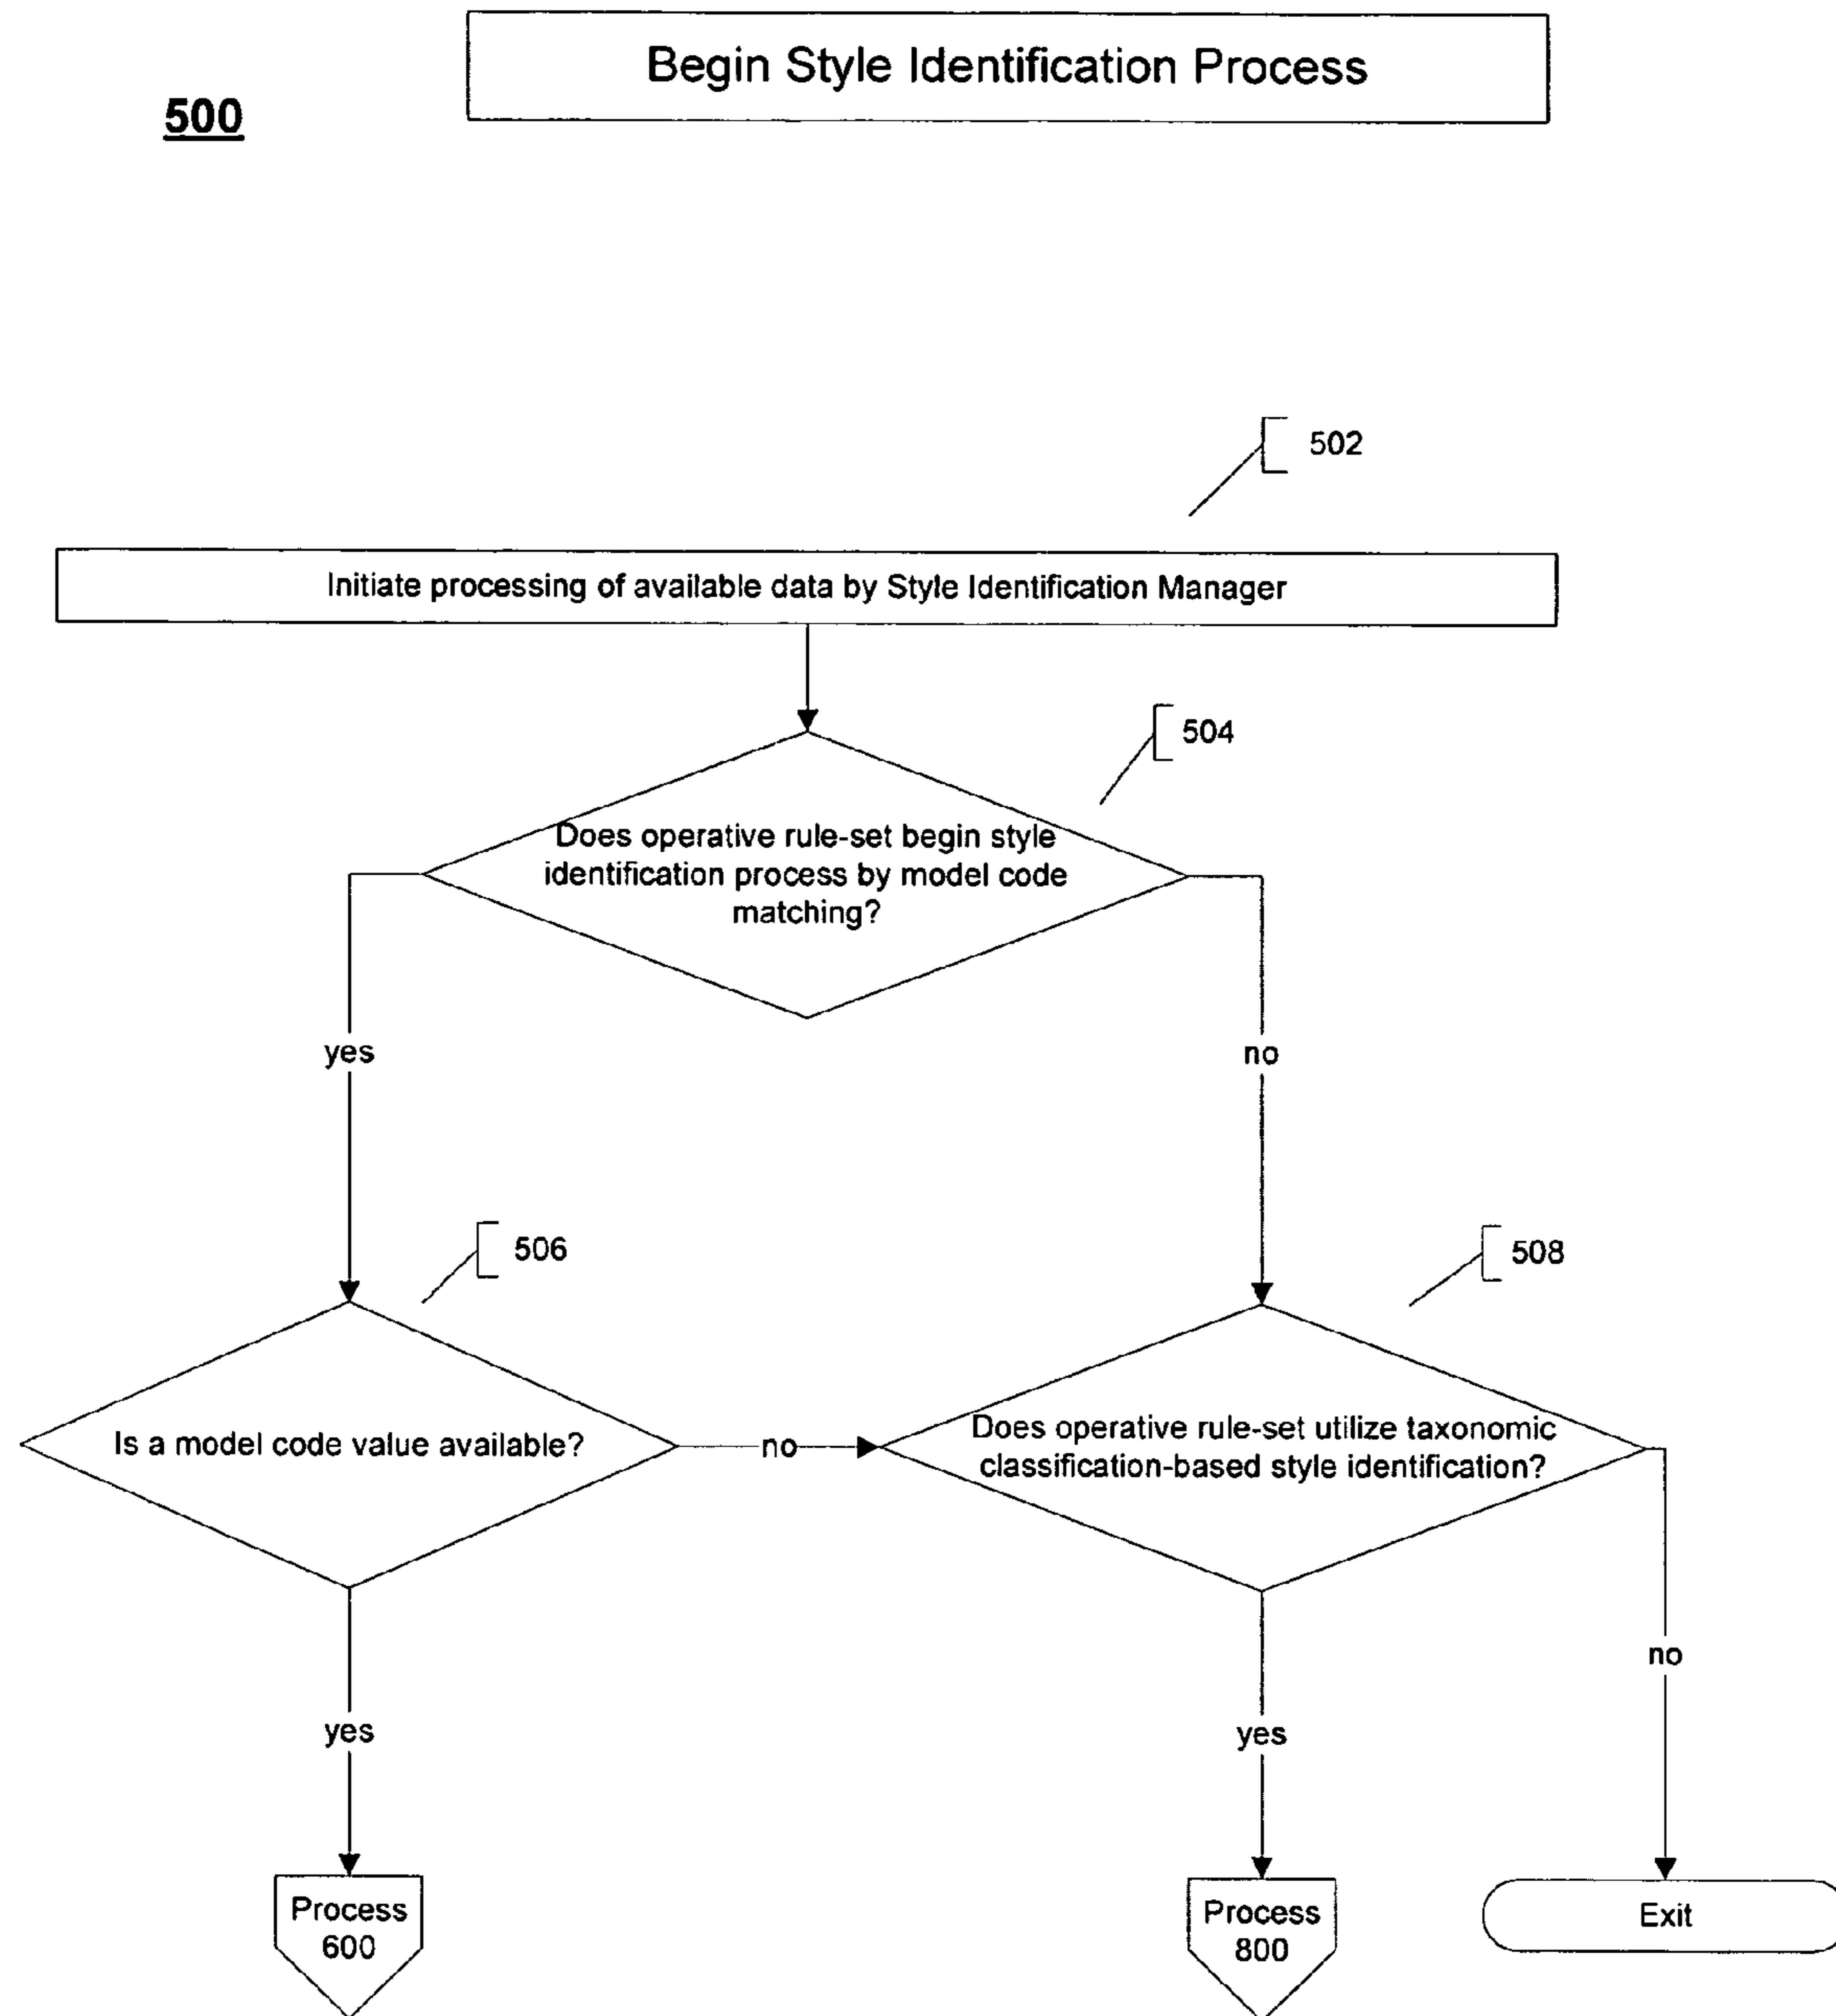 Begin Style Identification Process
500
502
Initiate processing of available data by Style Identification Manager
504
Does operative rule-set begin style
identification process by model code
matching?
yes
no
506
508
Is a model code value available?
no
Does operative rule-set utilize taxonomic
classification-based style identification?
no
yes
yes
Process
600
Process
800
Exit